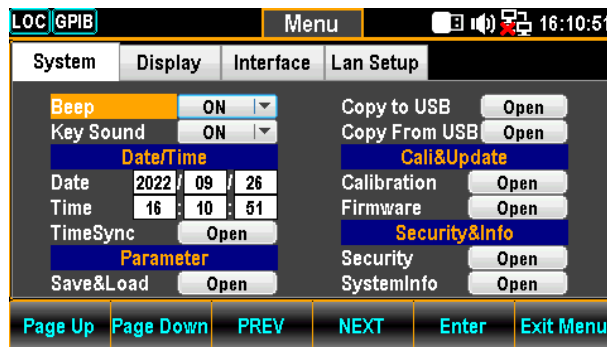 LOC GPIB Menu 16:10:51
System Display Interface Lan Setup
Beep ON
Key Sound ON
Date/Time
Date 2022 / 09 / 26
Time 16 : 10 : 51
TimeSync Open
Parameter
Save&Load Open
Copy to USB Open
Copy From USB Open
Cali&Update
Calibration Open
Firmware Open
Security&Info
Security Open
SystemInfo Open
Page Up Page Down PREV NEXT Enter Exit Menu